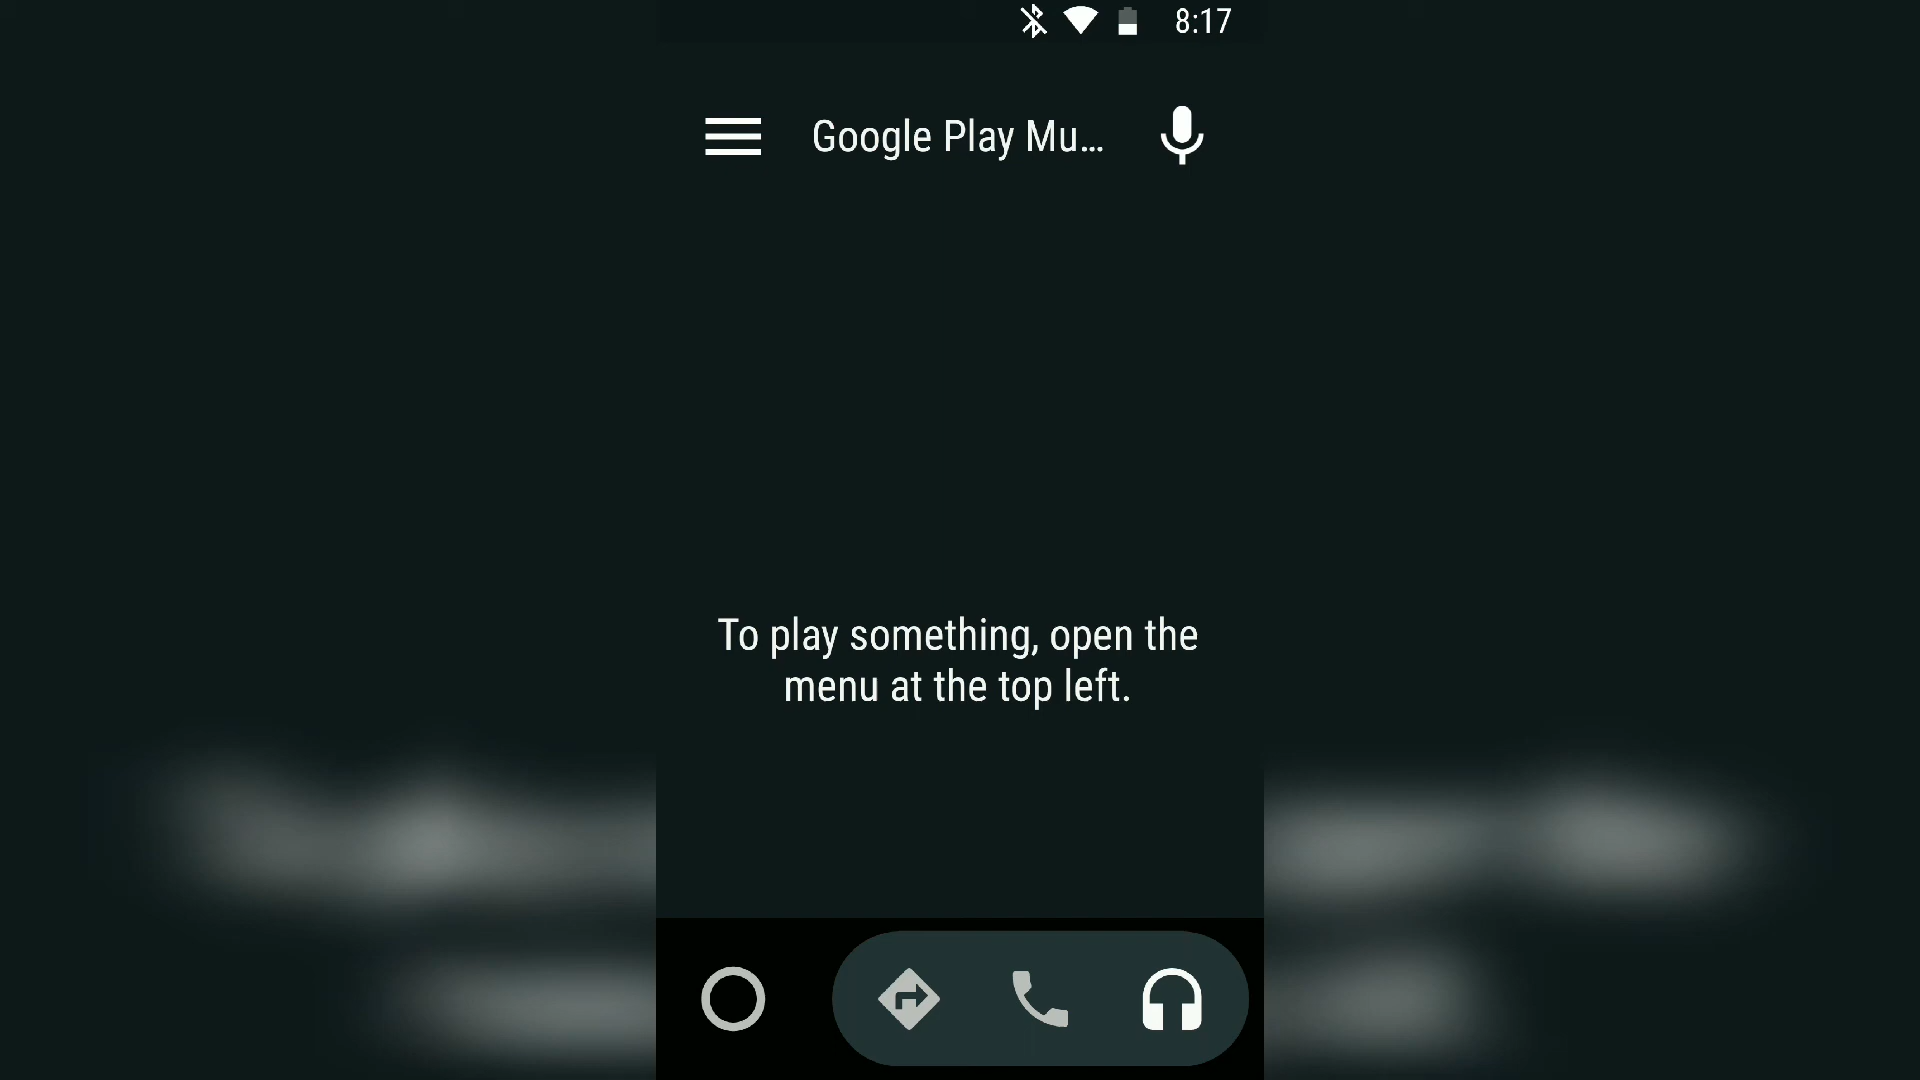 8:17
Google Play Mu...
To play something, open the
menu at the top left.